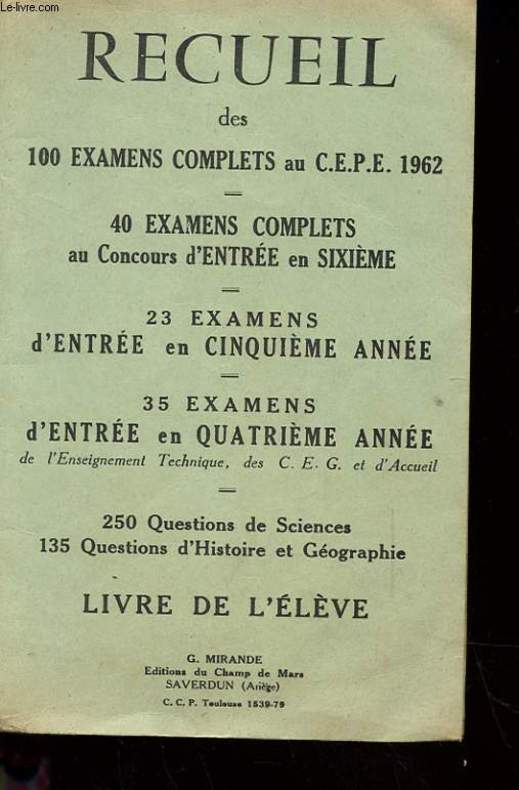 Le-livre.com
RECUEIL
des
100 EXAMENS COMPLETS au C.E.P.E. 1962
40 EXAMENS COMPLETS
au Concours d'ENTRÉE en SIXIÈME
23 EXAMENS
d'ENTRÉE en CINQUIÈME ANNÉE
35 EXAMENS
d'ENTRÉE en QUATRIÈME ANNÉE
de l'Enseignement Technique, des C. E. G. et d'Accueil
250 Questions de Sciences
135 Questions d'Histoire et Géographie
LIVRE DE L'ÉLÈVE
G. MIRANDE
Editions du Champ de Mars
SAVERDUN (Ariège)
C. C. P. Toulouse 1539-79